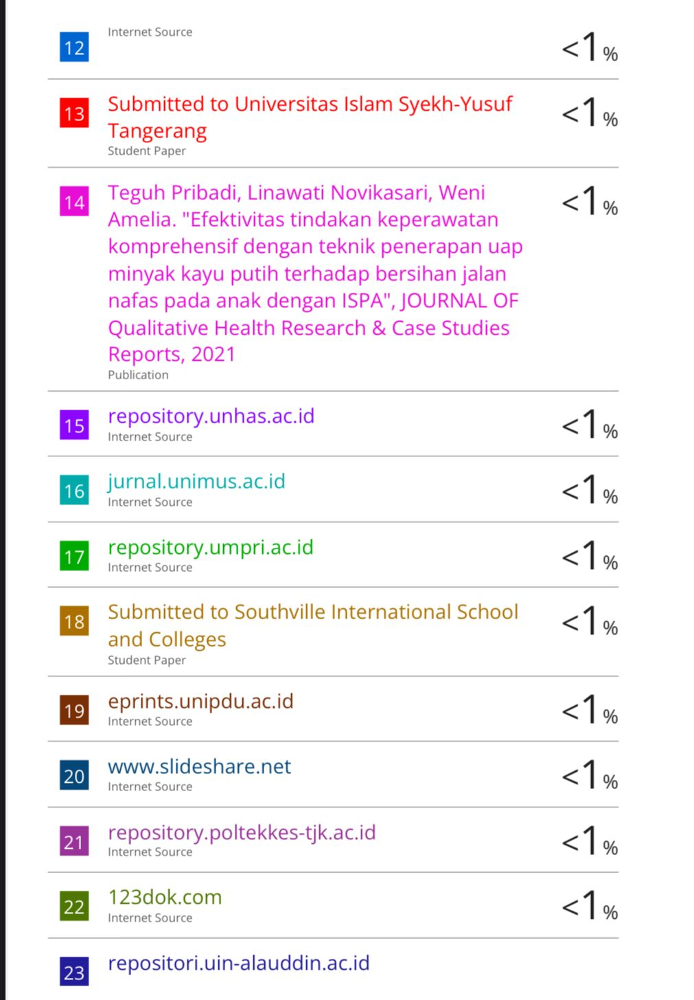 Internet Source
12
<1%
13
Submitted to Universitas Islam Syekh-Yusuf
Tangerang
Student Paper
<1%
14
Teguh Pribadi, Linawati Novikasari, Weni
Amelia. "Efektivitas tindakan keperawatan
komprehensif dengan teknik penerapan uap
minyak kayu putih terhadap bersihan jalan
nafas pada anak dengan ISPA", JOURNAL OF
Qualitative Health Research & Case Studies
Reports, 2021
Publication
<1%
15
repository.unhas.ac.id
Internet Source
<1%
16
jurnal.unimus.ac.id
Internet Source
<1%
17
repository.umpri.ac.id
Internet Source
<1%
18
Submitted to Southville International School
and Colleges
Student Paper
<1%
19
eprints.unipdu.ac.id
Internet Source
<1%
20
www.slideshare.net
Internet Source
<1%
21
repository.poltekkes-tjk.ac.id
Internet Source
<1%
22
123dok.com
Internet Source
<1%
23
repositori.uin-alauddin.ac.id